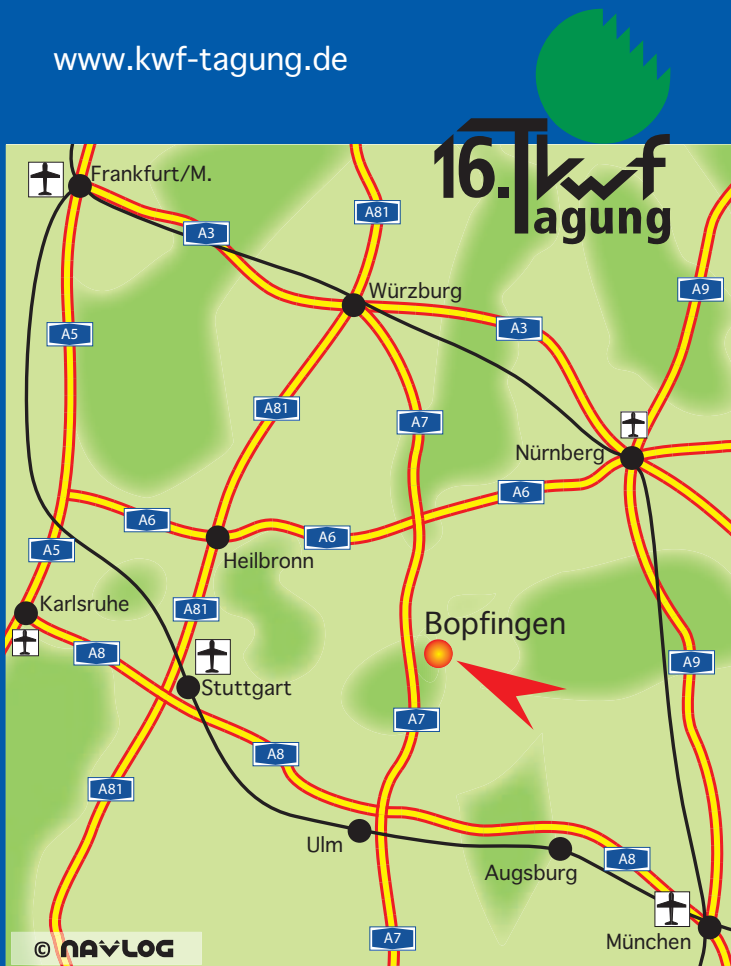 www.kwf-tagung.de
16. kwf
Tagung
Frankfurt/M.
A81
A3
A9
Würzburg
A5
A3
A81
A7
Nürnberg
A6
A6
A6
A5
Heilbronn
Karlsruhe
A81
Bopfingen
A8
A9
Stuttgart
A7
A8
A81
Ulm
Augsburg
A8
A7
München
© NAVLOG